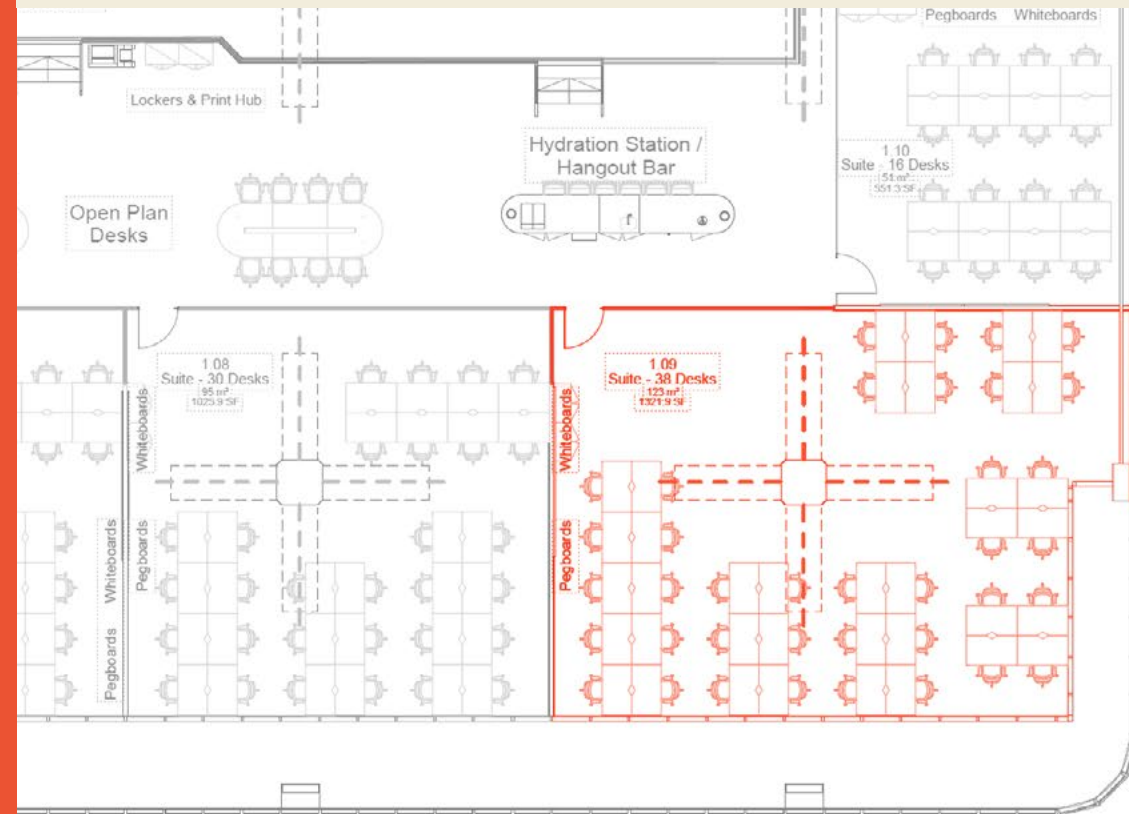 Pegboards Whiteboards
Lockers & Print Hub
Hydration Station /
Hangout Bar
1.10
Suite - 16 Desks
51 m²
551.3 SF
Open Plan
Desks
1.08
Suite - 30 Desks
95 m²
1025.9 SF
1.09
Suite - 38 Desks
123 m²
1321.9 SF
Whiteboards
Whiteboards
Whiteboards
Pegboards
Pegboards
Pegboards